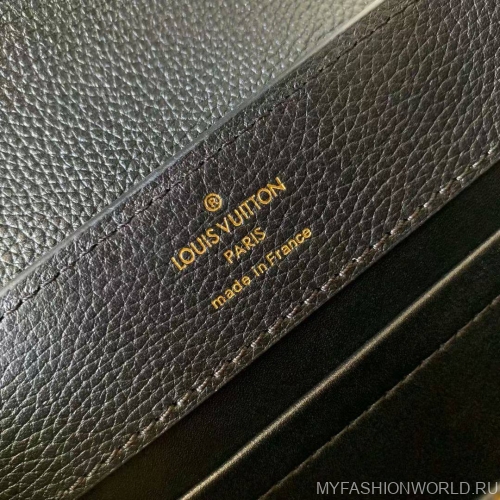 ®
LOUIS VUITTON
PARIS
made in France
MYFASHIONWORLD.RU